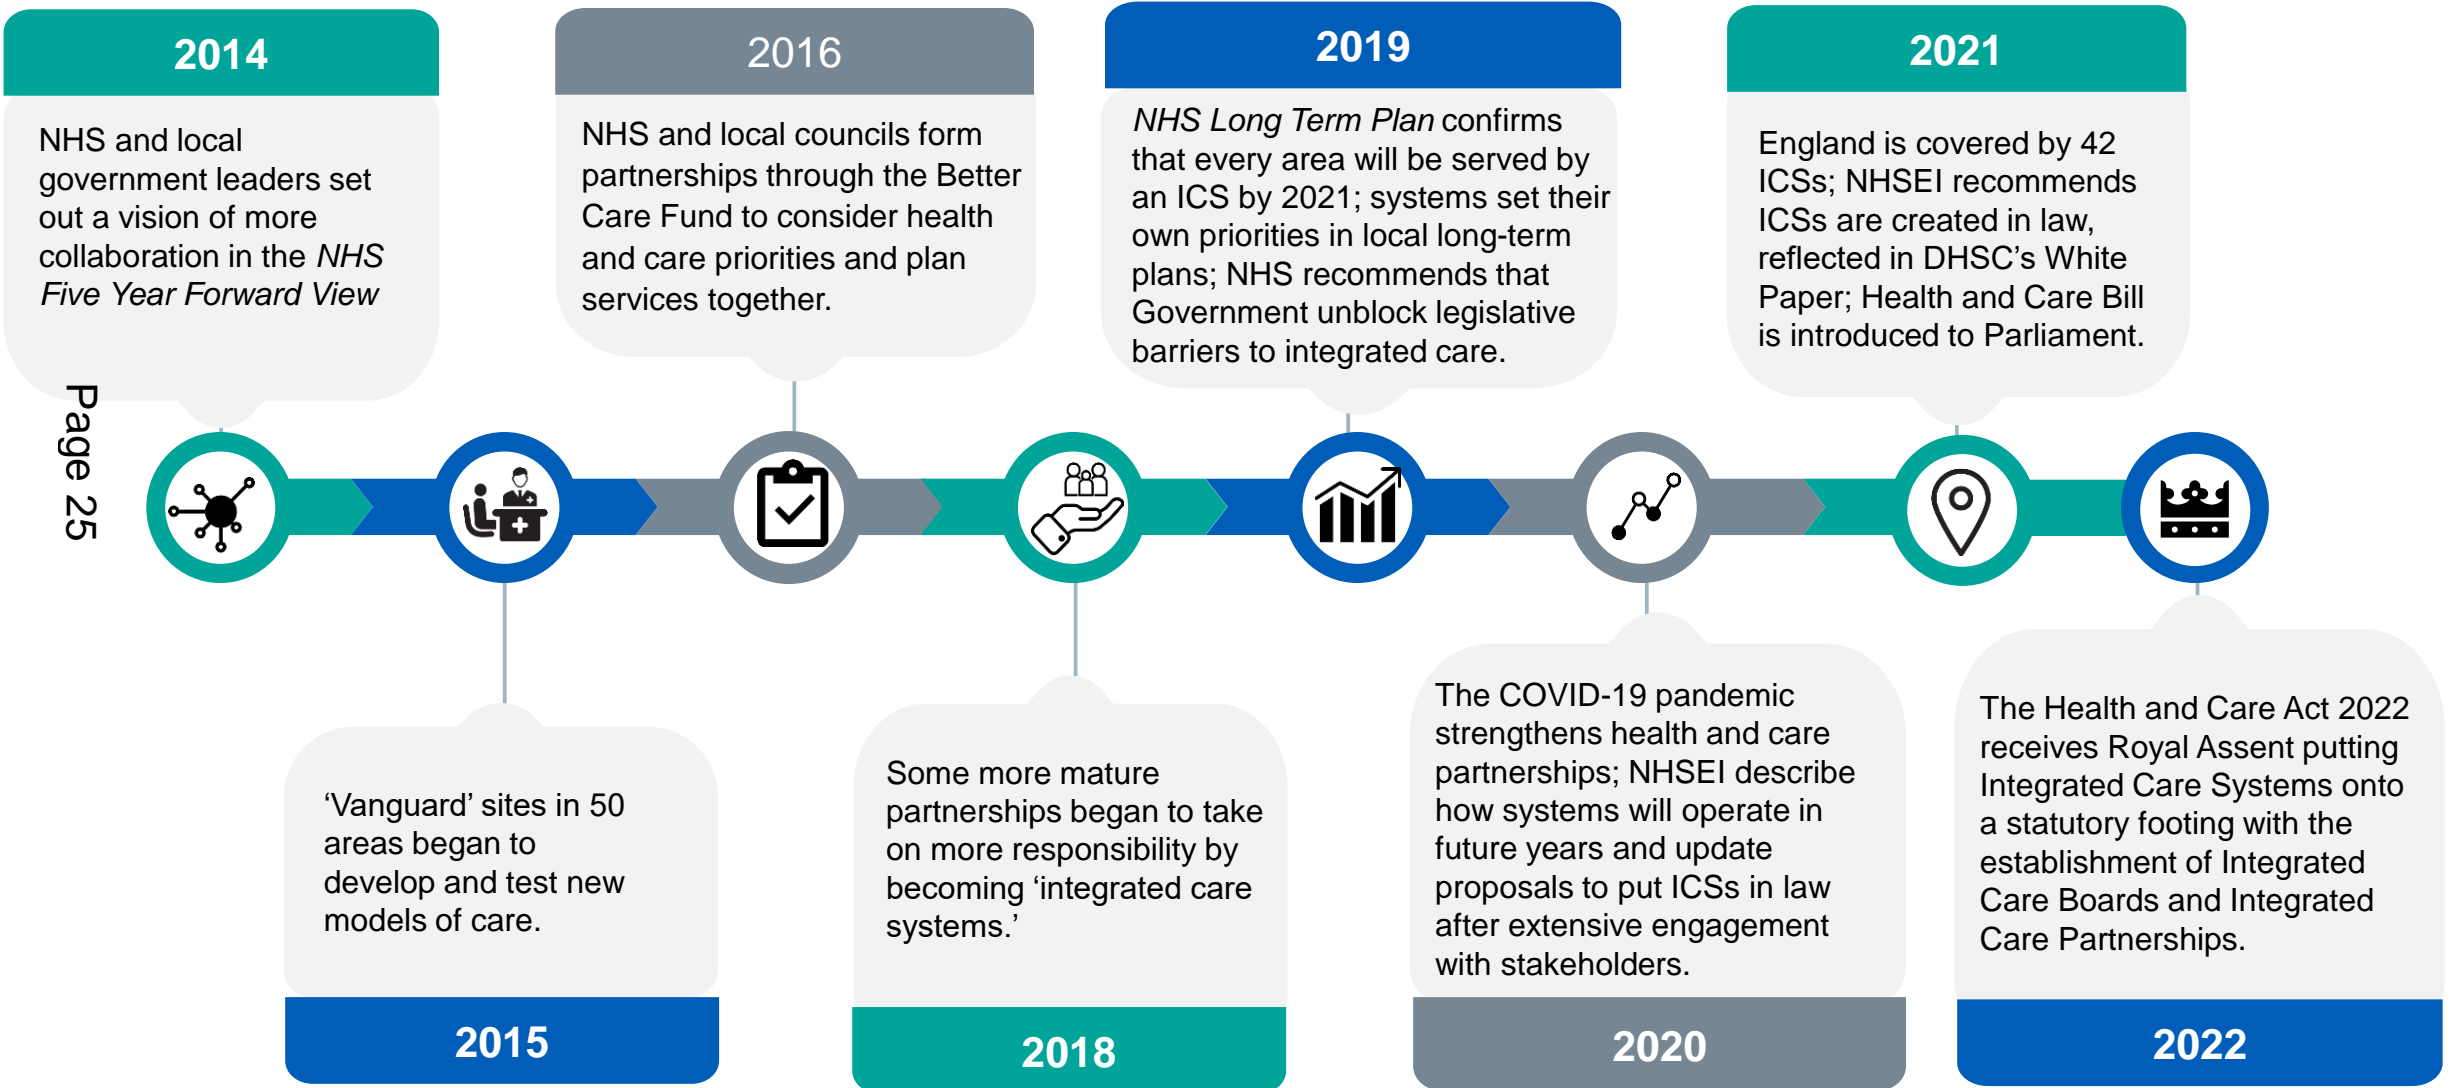 2014
NHS and local
government leaders set
out a vision of more
collaboration in the NHS
Five Year Forward View
2016
NHS and local councils form
partnerships through the Better
Care Fund to consider health
and care priorities and plan
services together.
2019
NHS Long Term Plan confirms
that every area will be served by
an ICS by 2021; systems set their
own priorities in local long-term
plans; NHS recommends that
Government unblock legislative
barriers to integrated care.
2021
England is covered by 42
ICSs; NHSEI recommends
ICSs are created in law,
reflected in DHSC’s White
Paper; Health and Care Bill
is introduced to Parliament.
Page 25
‘Vanguard’ sites in 50
areas began to
develop and test new
models of care.
2015
Some more mature
partnerships began to take
on more responsibility by
becoming ‘integrated care
systems.’
2018
The COVID-19 pandemic
strengthens health and care
partnerships; NHSEI describe
how systems will operate in
future years and update
proposals to put ICSs in law
after extensive engagement
with stakeholders.
2020
The Health and Care Act 2022
receives Royal Assent putting
Integrated Care Systems onto
a statutory footing with the
establishment of Integrated
Care Boards and Integrated
Care Partnerships.
2022